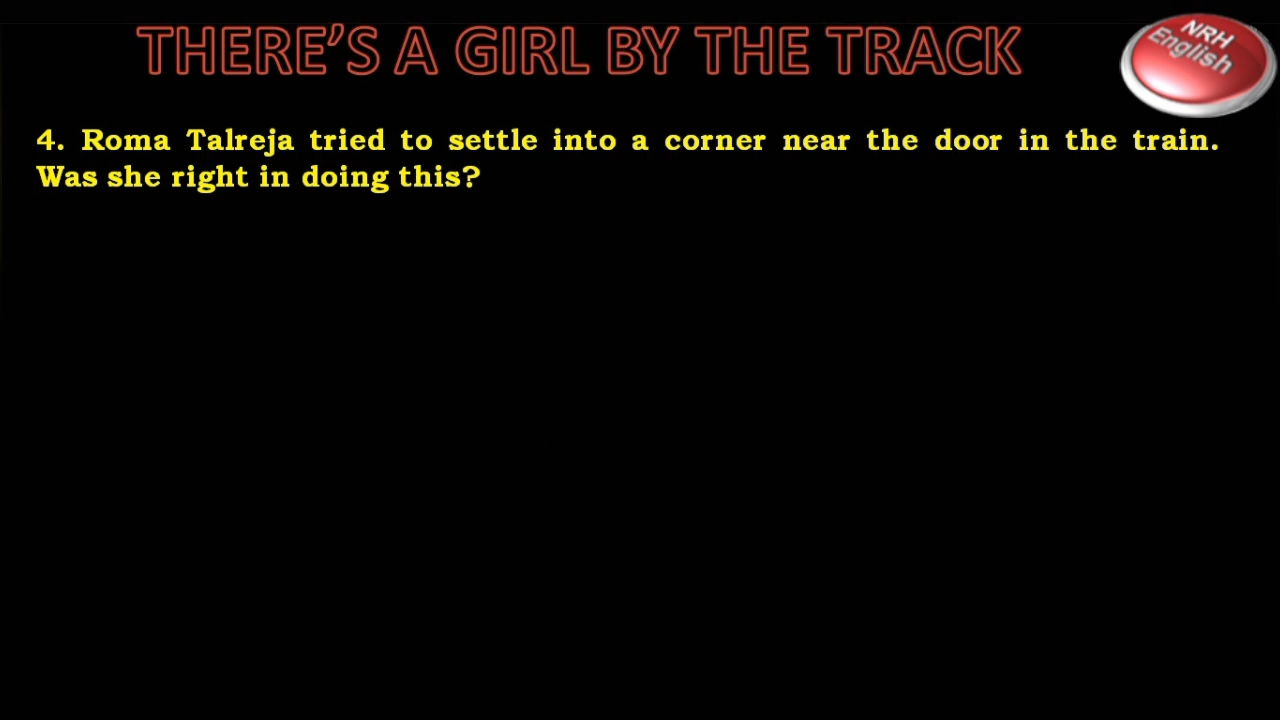 THERE'S A GIRL BY THE TRACK
NRH
English
4. Roma Talreja tried to settle into a corner near the door in the train.
Was she right in doing this?